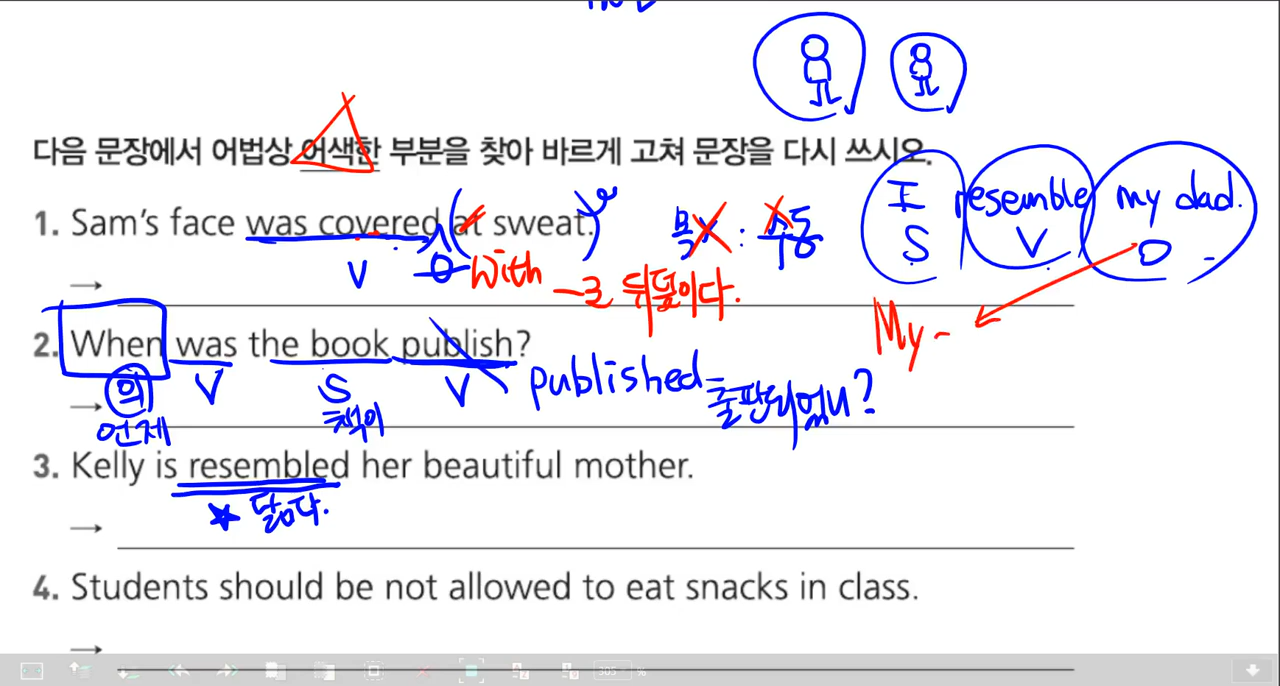 다음 문장에서 어법상 어색한 부분을 찾아 바르게 고쳐 문장을 다시 쓰시오.
I resemble my dad.
S V O
1. Sam's face was covered at sweat.
V O with
–로 뒤덮이다.
→
My –
2. When was the book publish?
의 V S V published
출판되었니?
→
언제 책이
3. Kelly is resembled her beautiful mother.
★ 닮다.
→
4. Students should be not allowed to eat snacks in class.
→
305 %